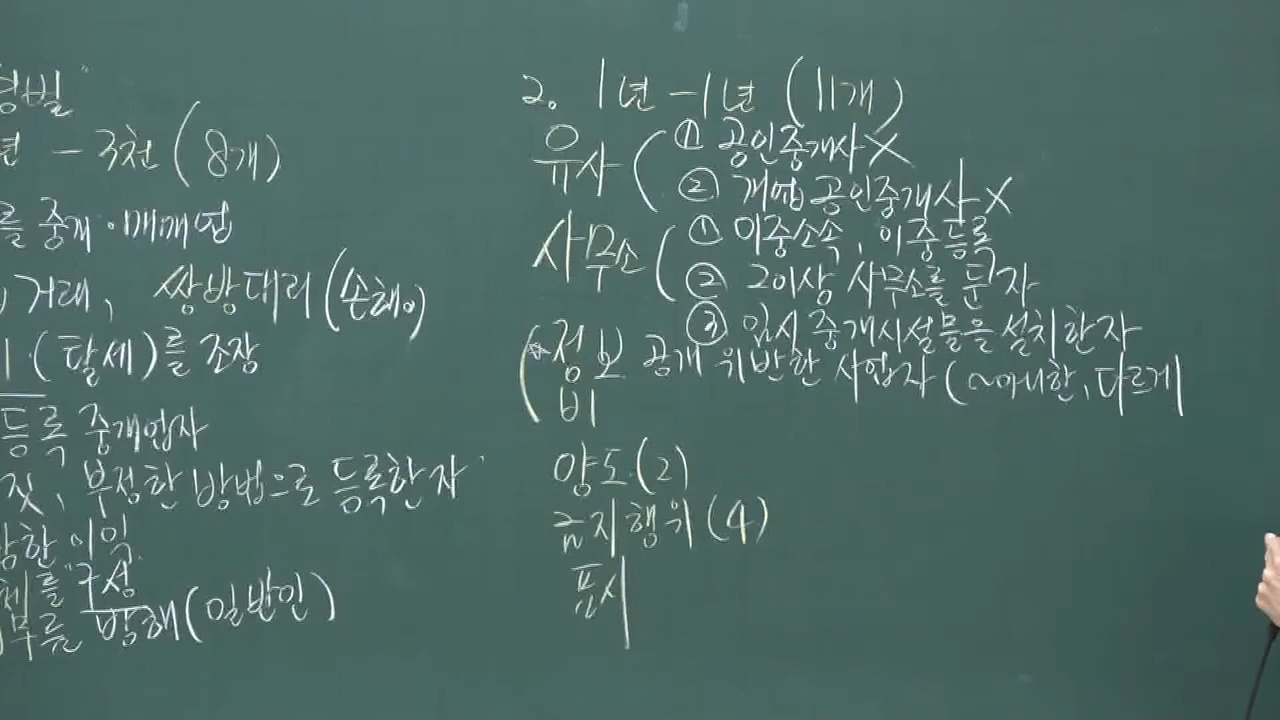 형벌"
년 - 3천 (8개)
를 중개·매매업
거래, 쌍방대리(손해여)
(탈세)를 조장
등록 중개업자
짓, 부정한 방법으로 등록한 자
당한 이익
체를 구성
무를 방해(일반인)
2. 1년 - 1년 (11개)
유사 ( ① 공인중개사 X
② 개업공인중개사 X
사무소 ( ① 이중소속, 이중등록
② 2이상 사무소를 둔 자
③ 임시 중개시설물을 설치한 자
정보 공개 위반한 사업자 (~아니한, 다르게
비
양도(2)
금지행위(4)
표시